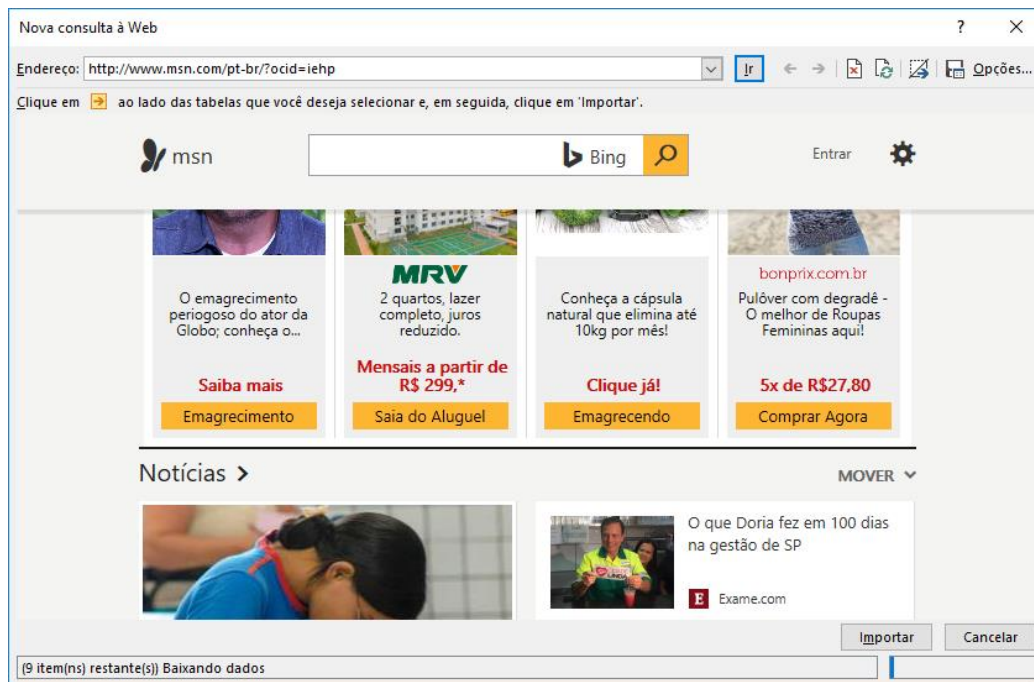 Nova consulta à Web
?
Endereço: http://www.msn.com/pt-br/?ocid=iehp
Ir
Opções...
Clique em ao lado das tabelas que você deseja selecionar e, em seguida, clique em 'Importar'.
msn
Bing
Entrar
MRV
bonprix.com.br
O emagrecimento
periogoso do ator da
Globo; conheça o...
Saiba mais
Emagrecimento
2 quartos, lazer
completo, juros
reduzido.
Mensais a partir de
R$ 299,*
Saia do Aluguel
Conheça a cápsula
natural que elimina até
10kg por mês!
Clique já!
Emagrecendo
Pulôver com degradê -
O melhor de Roupas
Femininas aqui!
5x de R$27,80
Comprar Agora
Notícias
MOVER
O que Doria fez em 100 dias
na gestão de SP
E Exame.com
Importar
Cancelar
(9 item(ns) restante(s)) Baixando dados